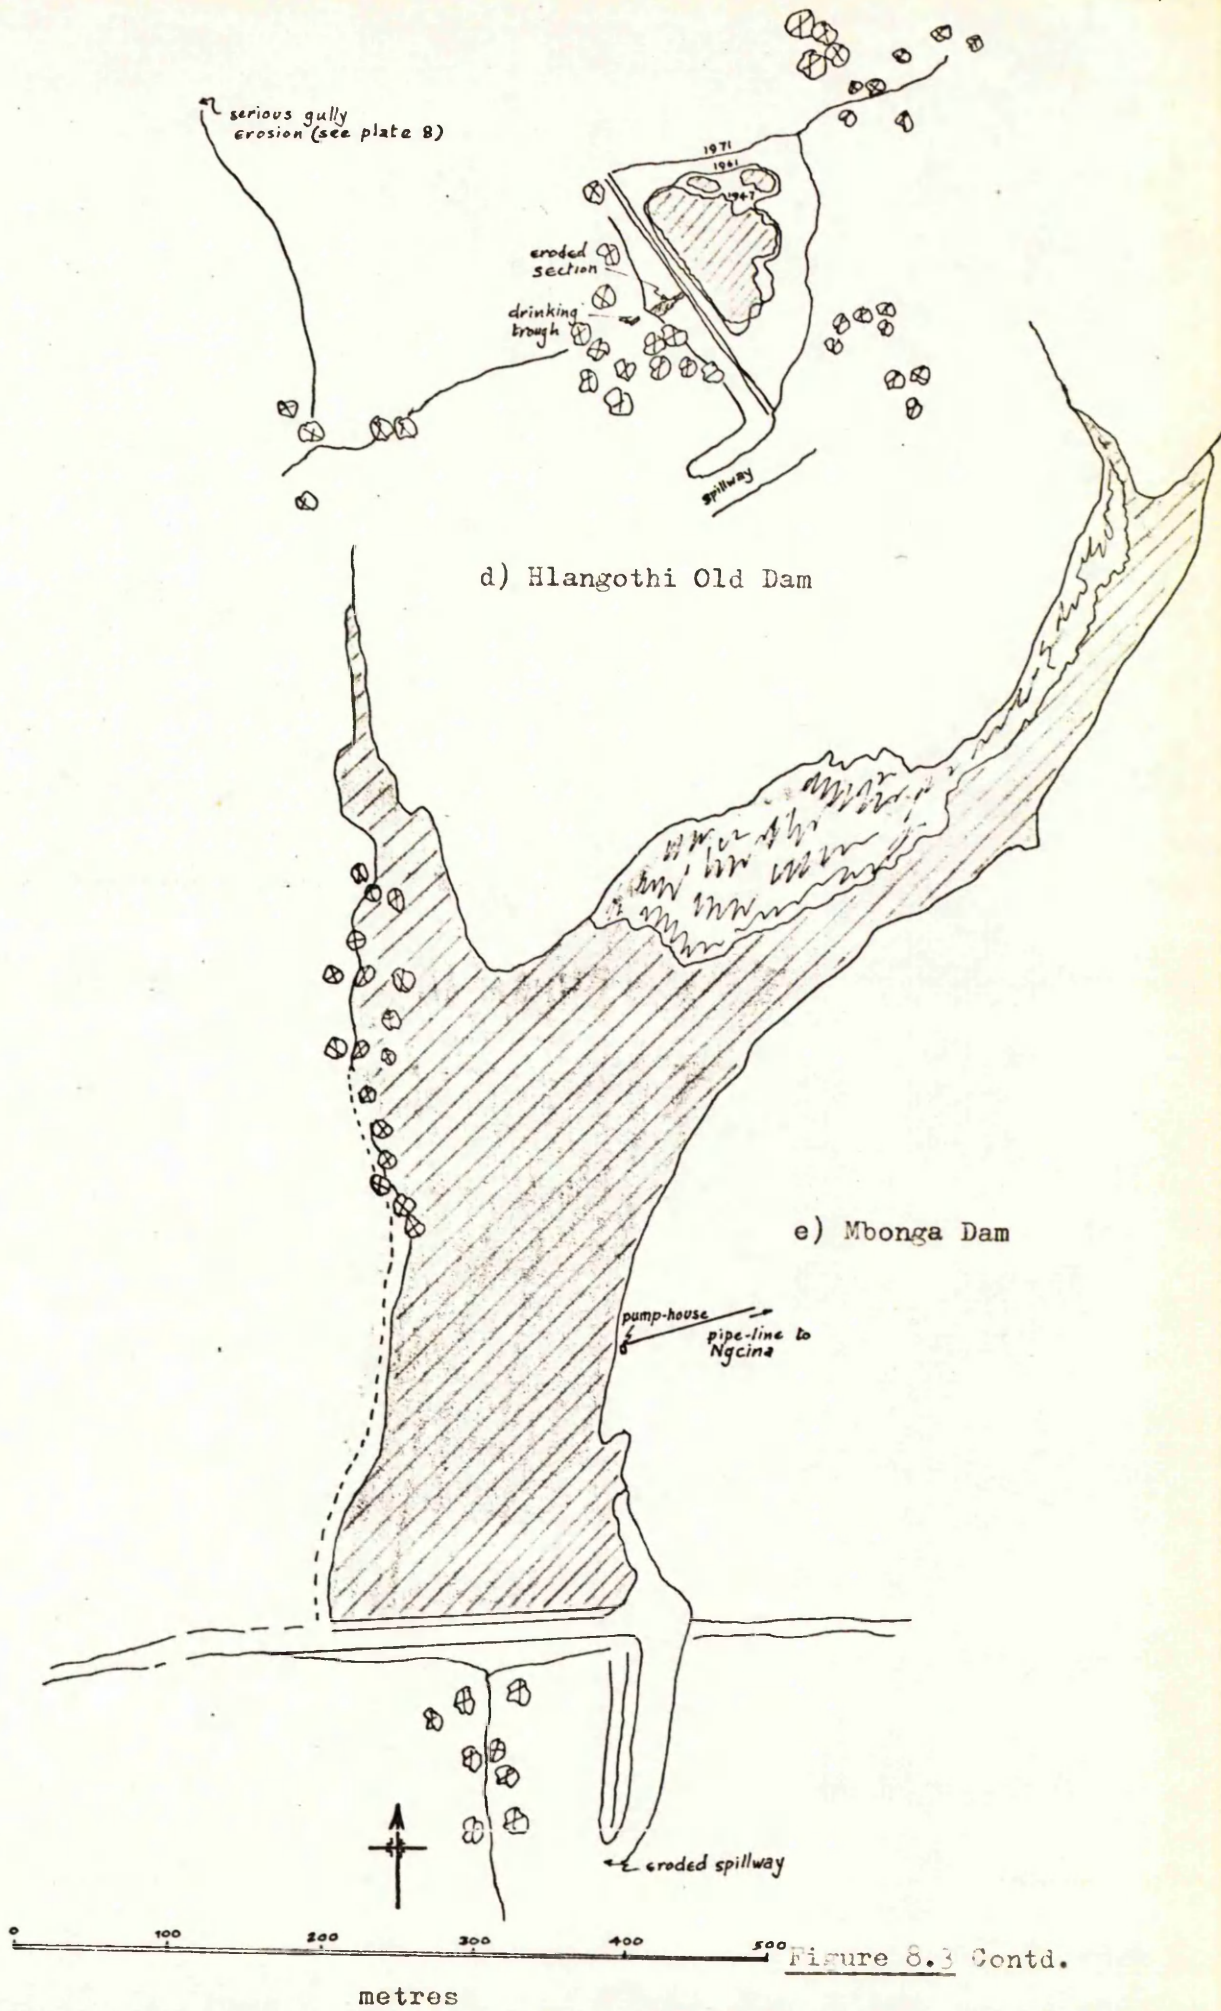 serious gully
erosion (see plate 8)
1971
1961
1947
eroded
section
drinking
trough
spillway
d) Hlangothi Old Dam
e) Mbonga Dam
pump-house
pipe-line to
Ngcina
eroded spillway
0 100 200 300 400 500
metres
Figure 8.3 Contd.